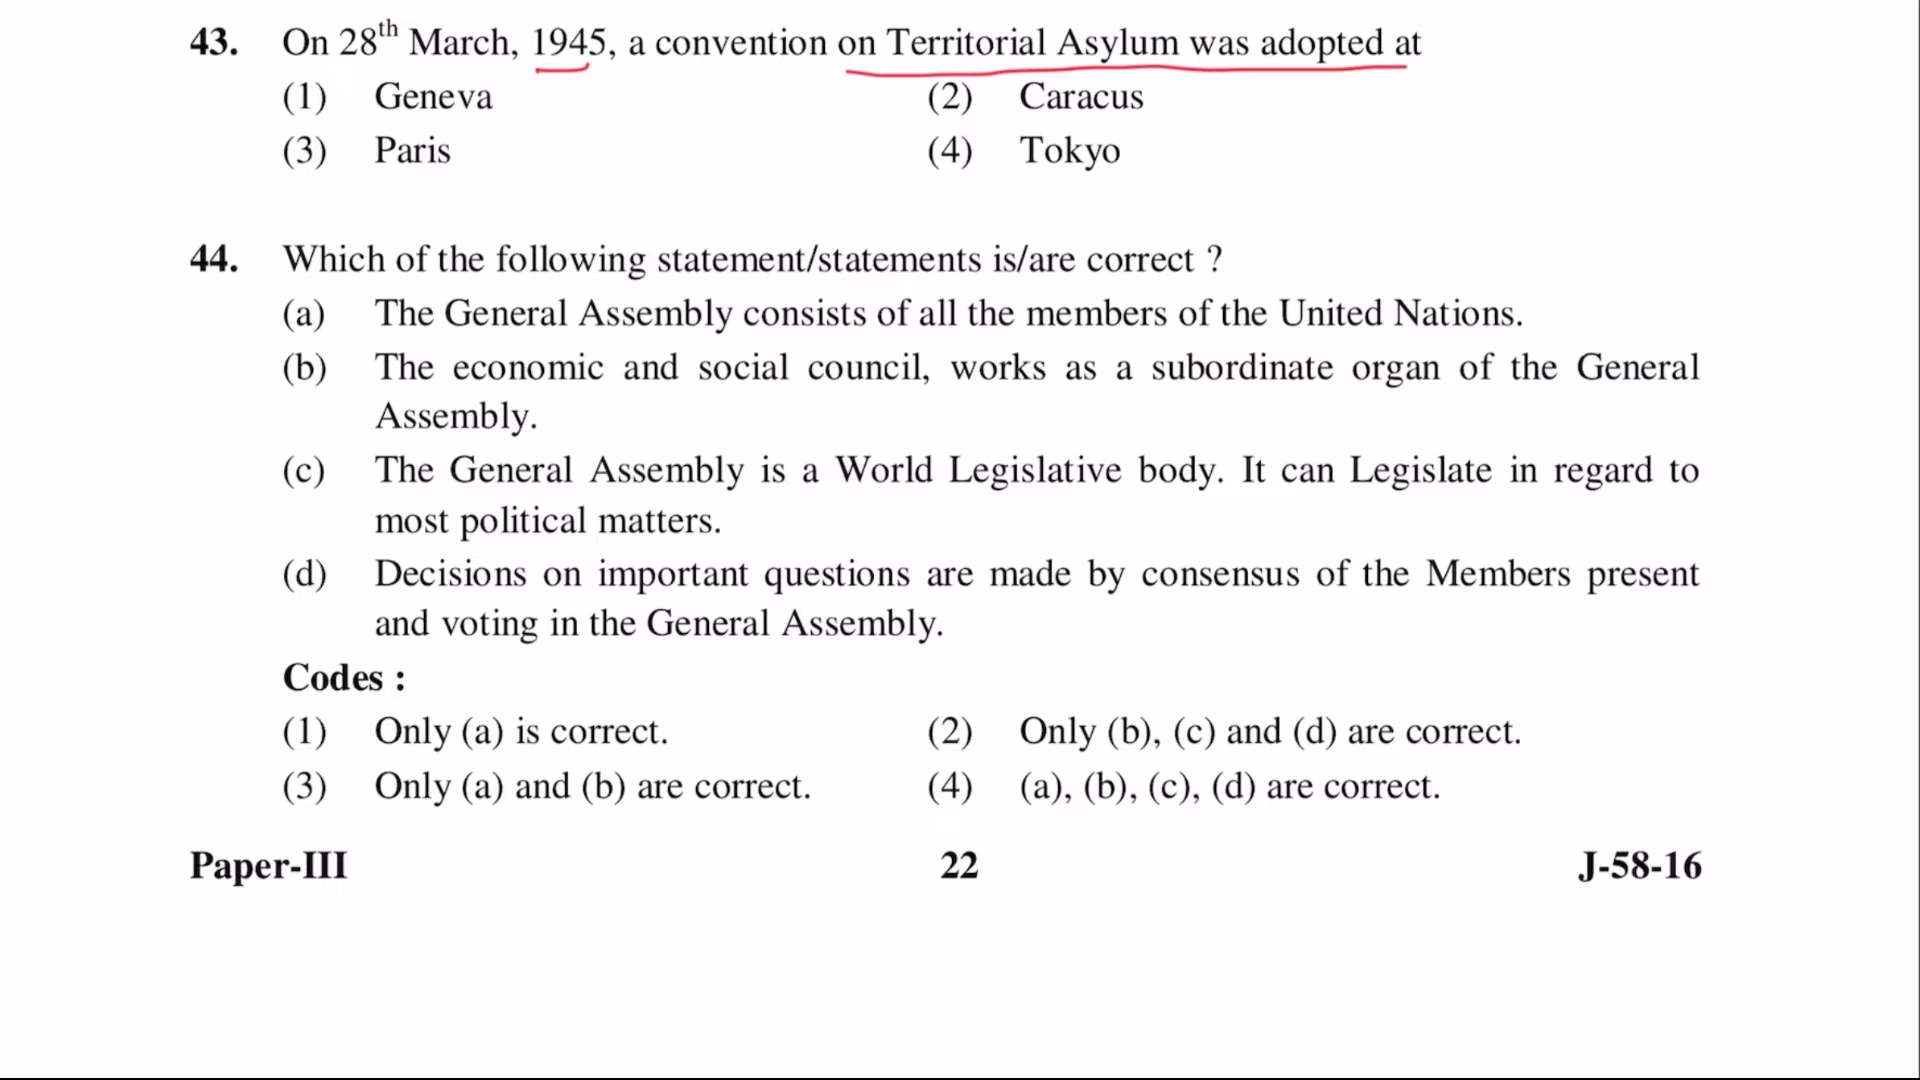 43. On 28th March, 1945, a convention on Territorial Asylum was adopted at
(1) Geneva (2) Caracus
(3) Paris (4) Tokyo
44. Which of the following statement/statements is/are correct ?
(a) The General Assembly consists of all the members of the United Nations.
(b) The economic and social council, works as a subordinate organ of the General
Assembly.
(c) The General Assembly is a World Legislative body. It can Legislate in regard to
most political matters.
(d) Decisions on important questions are made by consensus of the Members present
and voting in the General Assembly.
Codes :
(1) Only (a) is correct. (2) Only (b), (c) and (d) are correct.
(3) Only (a) and (b) are correct. (4) (a), (b), (c), (d) are correct.
Paper-III 22 J-58-16